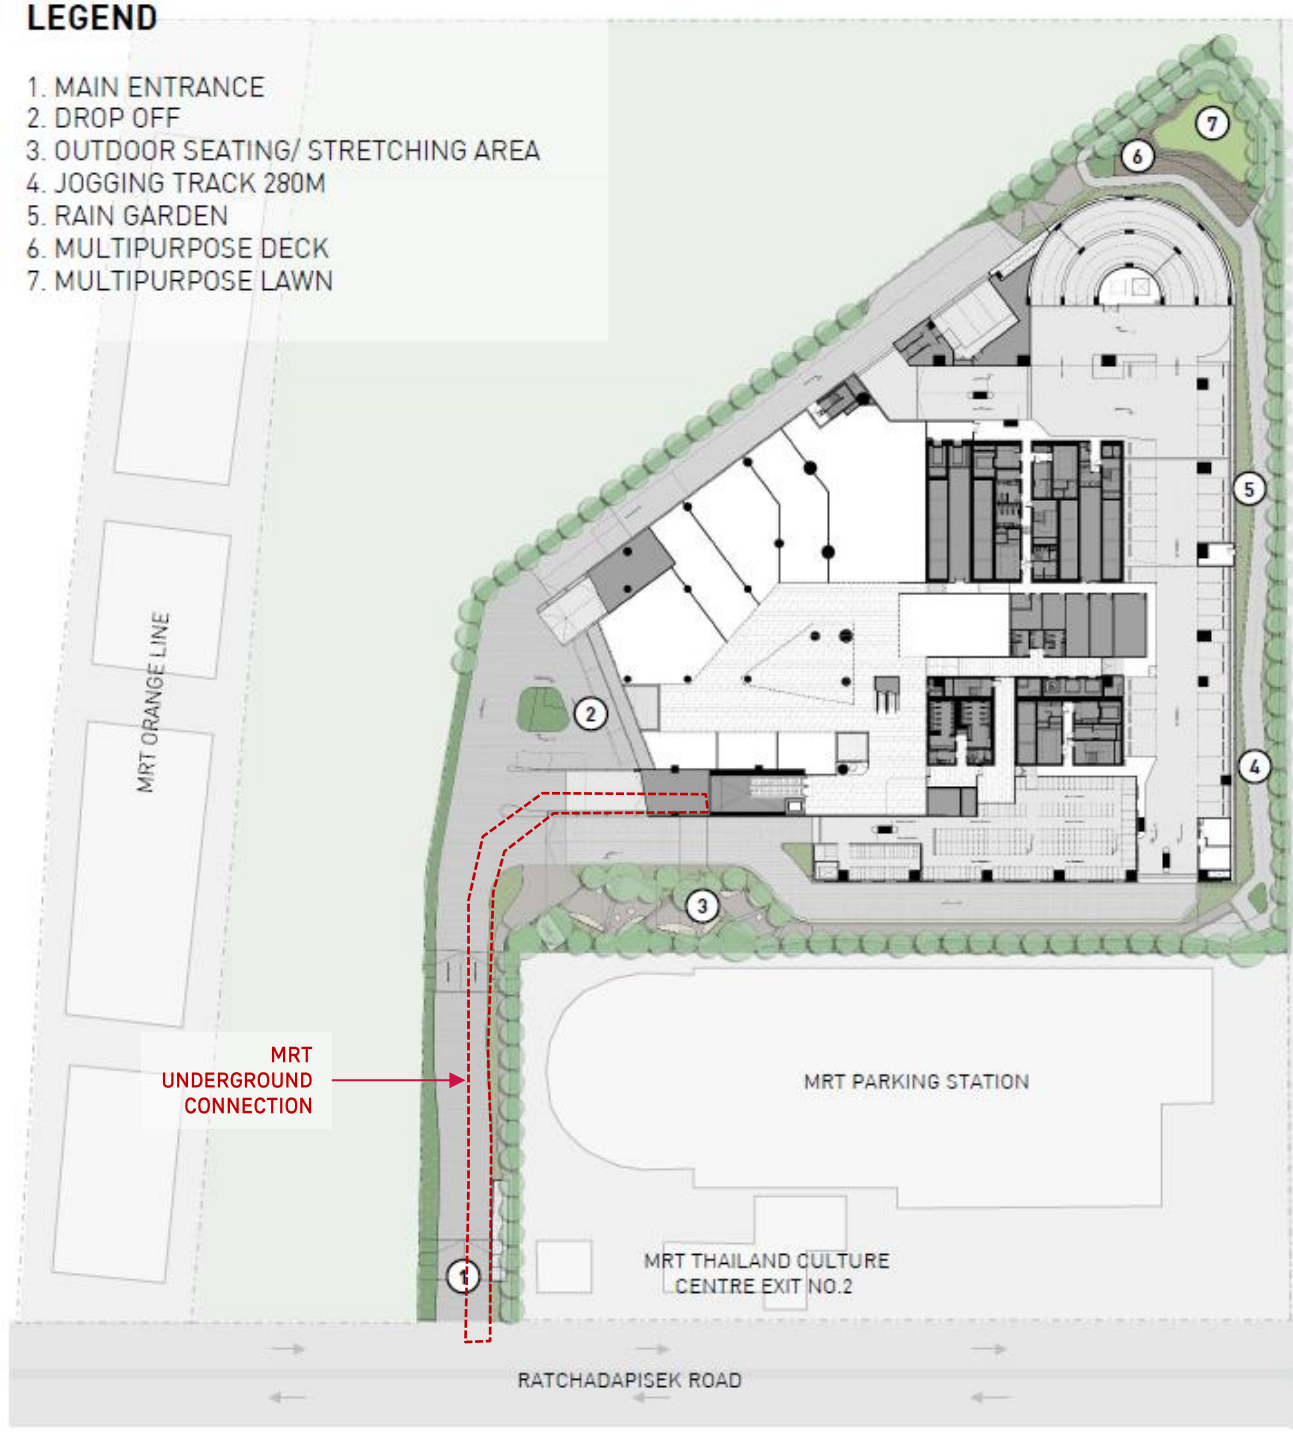 LEGEND
1. MAIN ENTRANCE
2. DROP OFF
3. OUTDOOR SEATING/ STRETCHING AREA
4. JOGGING TRACK 280M
5. RAIN GARDEN
6. MULTIPURPOSE DECK
7. MULTIPURPOSE LAWN
7
6
5
MRT ORANGE LINE
2
4
3
MRT
UNDERGROUND
CONNECTION
MRT PARKING STATION
1
MRT THAILAND CULTURE
CENTRE EXIT NO.2
RATCHADAPISEK ROAD